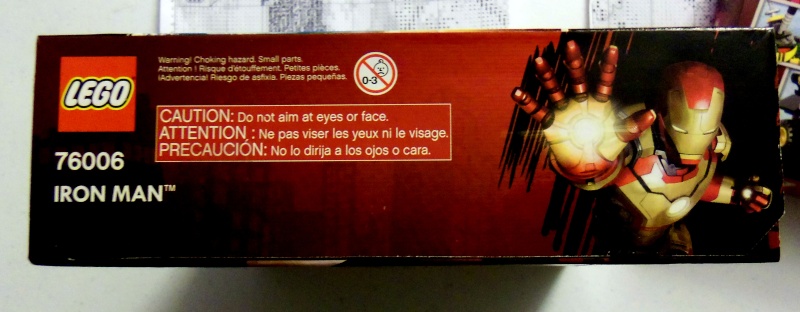 LEGO
76006
IRON MAN™
Warning! Choking hazard. Small parts.
Attention ! Risque d'étouffement. Petites pièces.
¡Advertencia! Riesgo de asfixia. Piezas pequeñas.
0-3
CAUTION: Do not aim at eyes or face.
ATTENTION : Ne pas viser les yeux ni le visage.
PRECAUCIÓN: No lo dirija a los ojos o cara.